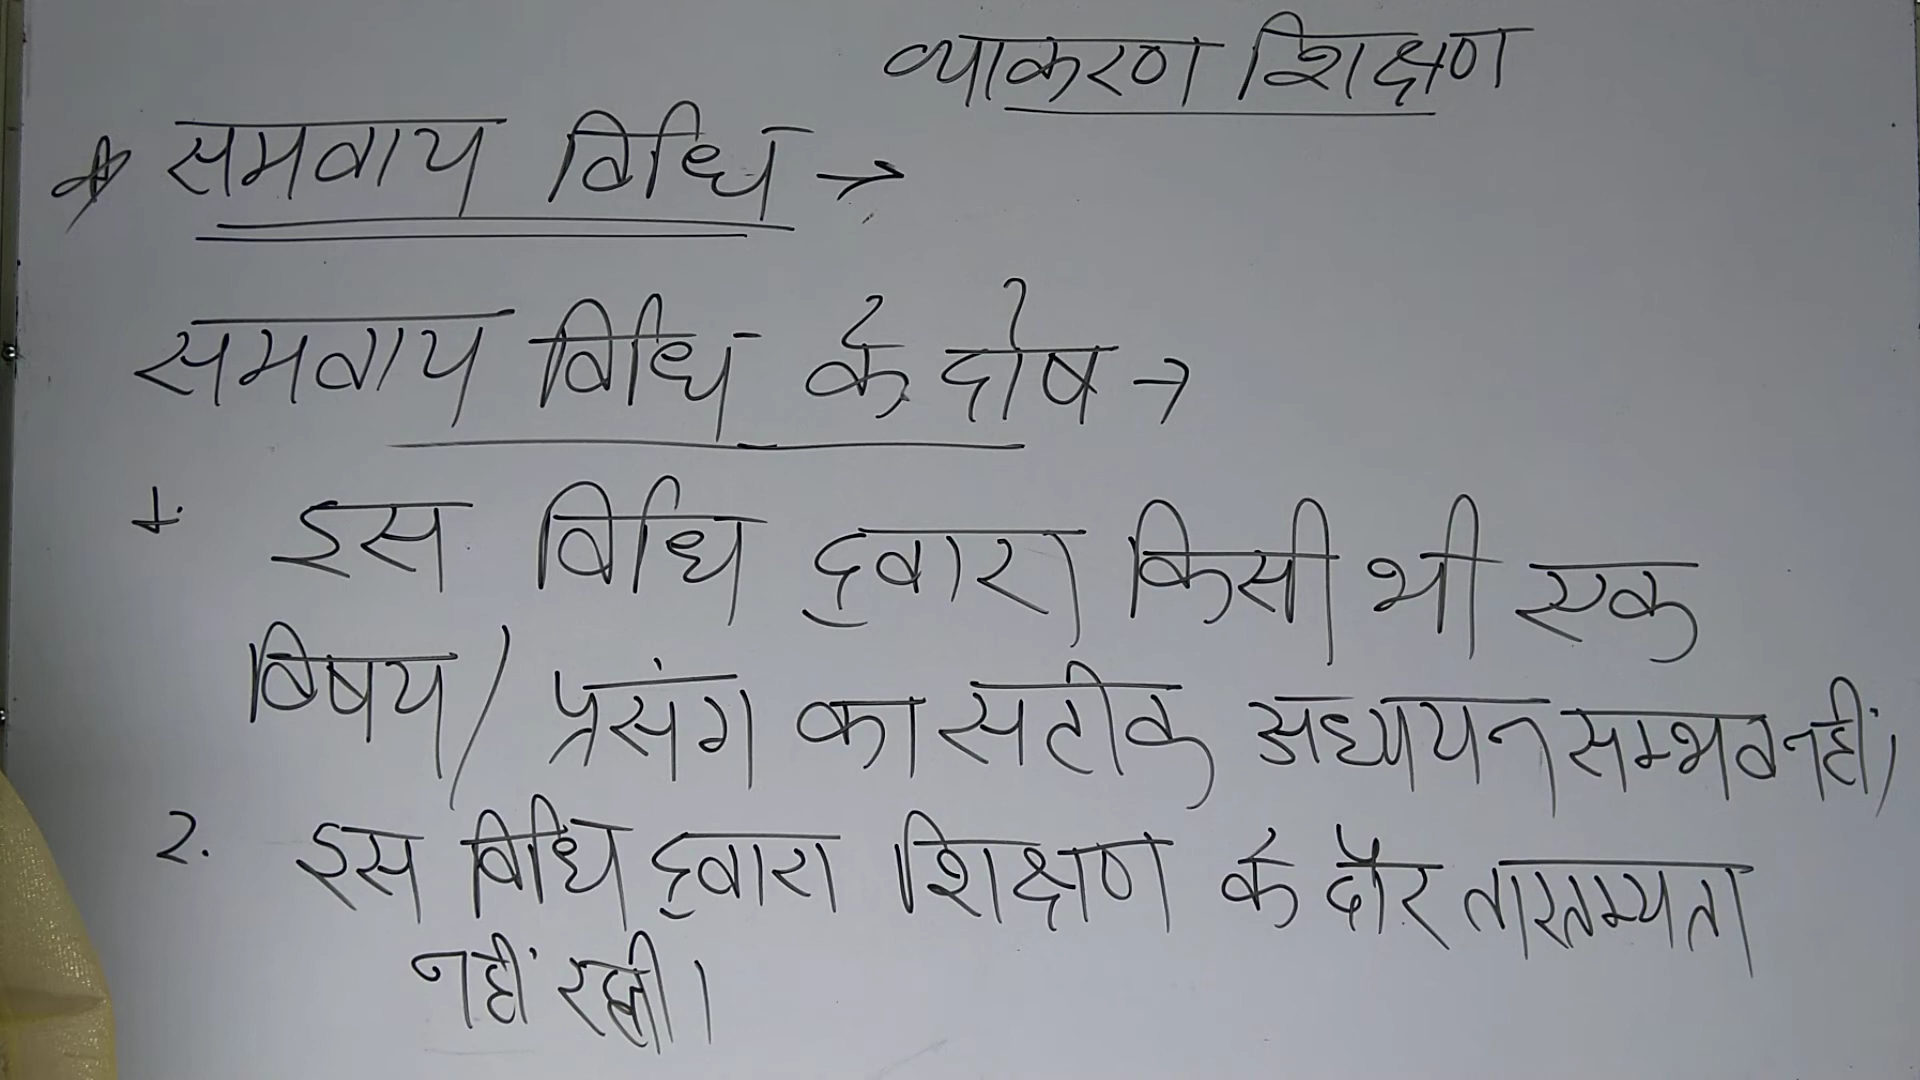 व्याकरण शिक्षण
* समवाय विधि →
समवाय विधि के दोष →
1. इस विधि द्वारा किसी भी एक
विषय/प्रसंग का सटीक अध्ययन सम्भव नहीं।
2. इस विधि द्वारा शिक्षण के दौर तारतम्यता
नहीं रहती।